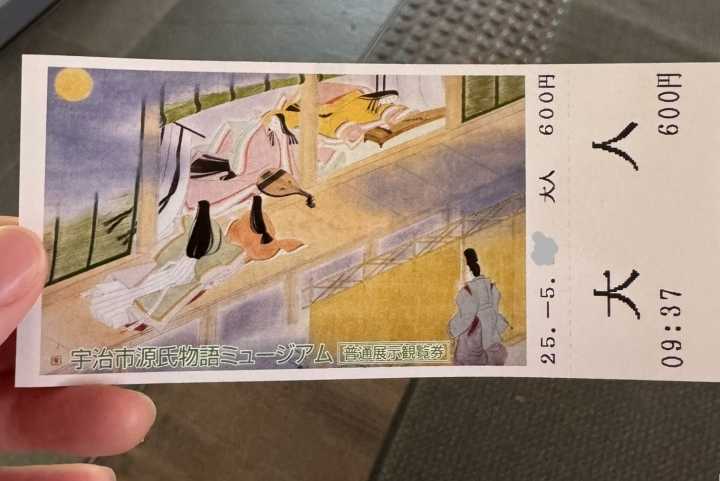 宇治市源氏物語ミュージアム 普通展示観覧券
25.-5. 大人 600円
大人
09:37 600円